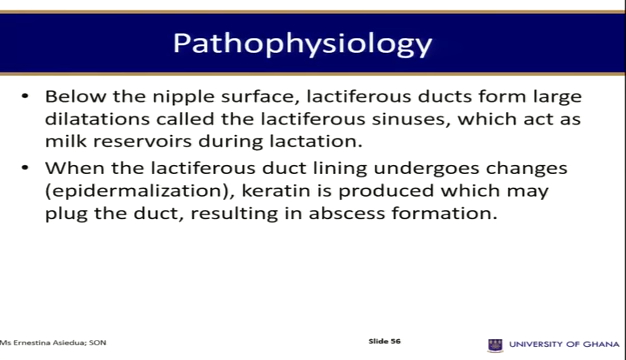 Pathophysiology
• Below the nipple surface, lactiferous ducts form large
dilatations called the lactiferous sinuses, which act as
milk reservoirs during lactation.
• When the lactiferous duct lining undergoes changes
(epidermalization), keratin is produced which may
plug the duct, resulting in abscess formation.
Ms Ernestina Asiedua; SON
Slide 56
UNIVERSITY OF GHANA